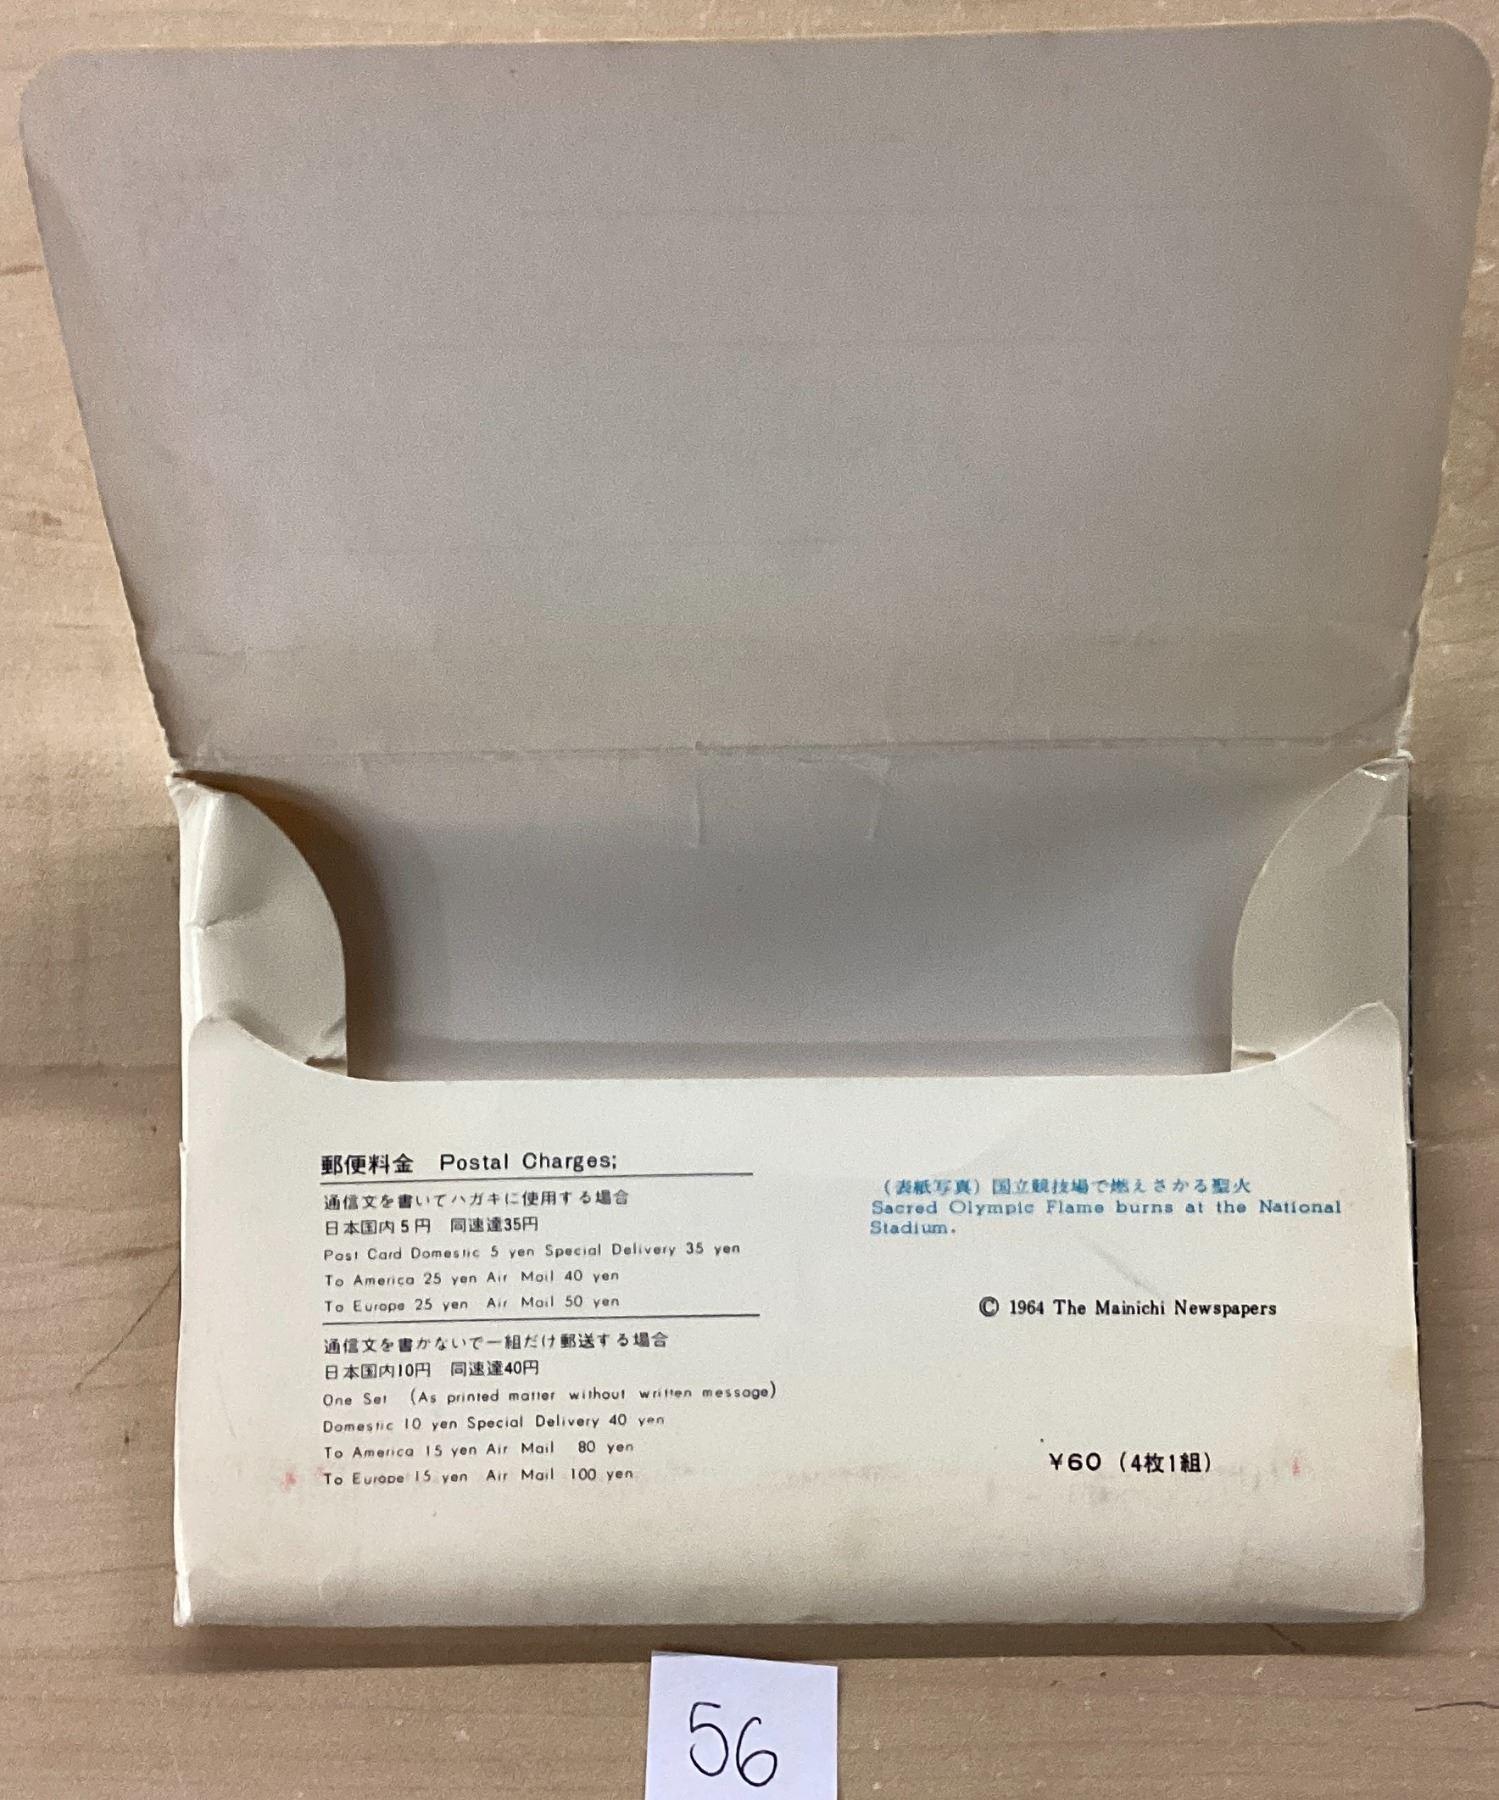 郵便料金 Postal Charges;
通信文を書いてハガキに使用する場合
日本国内5円 同速達35円
Post Card Domestic 5 yen Special Delivery 35 yen
To America 25 yen Air Mail 40 yen
To Europe 25 yen Air Mail 50 yen
通信文を書かないで一組だけ郵送する場合
日本国内10円 同速達40円
One Set (As printed matter without written message)
Domestic 10 yen Special Delivery 40 yen
To America 15 yen Air Mail 80 yen
To Europe 15 yen Air Mail 100 yen
(表紙写真)国立競技場で燃えさかる聖火
Sacred Olympic Flame burns at the National
Stadium.
© 1964 The Mainichi Newspapers
¥60 (4枚1組)
56